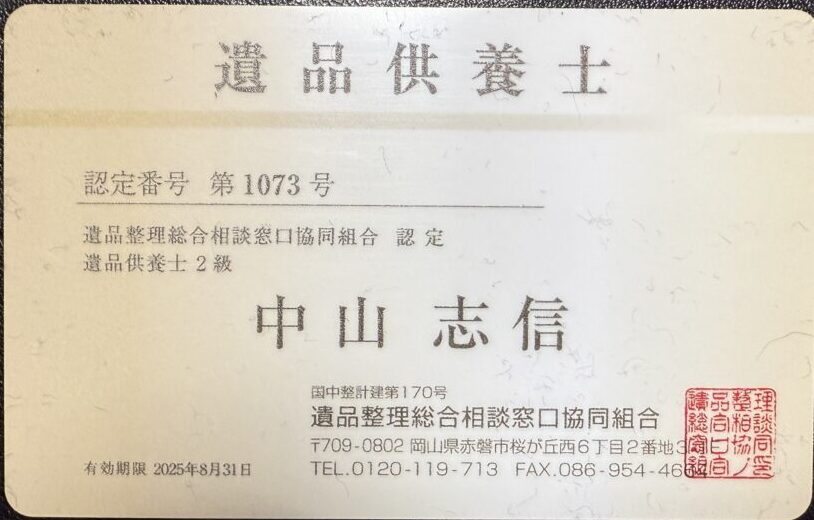 遺品供養士
認定番号 第1073号
遺品整理総合相談窓口協同組合 認定
遺品供養士2級
中山 志信
国中整計建第170号
遺品整理総合相談窓口協同組合
〒709-0802 岡山県赤磐市桜が丘西6丁目2番地
TEL.0120-119-713 FAX.086-954-46
有効期限 2025年8月31日